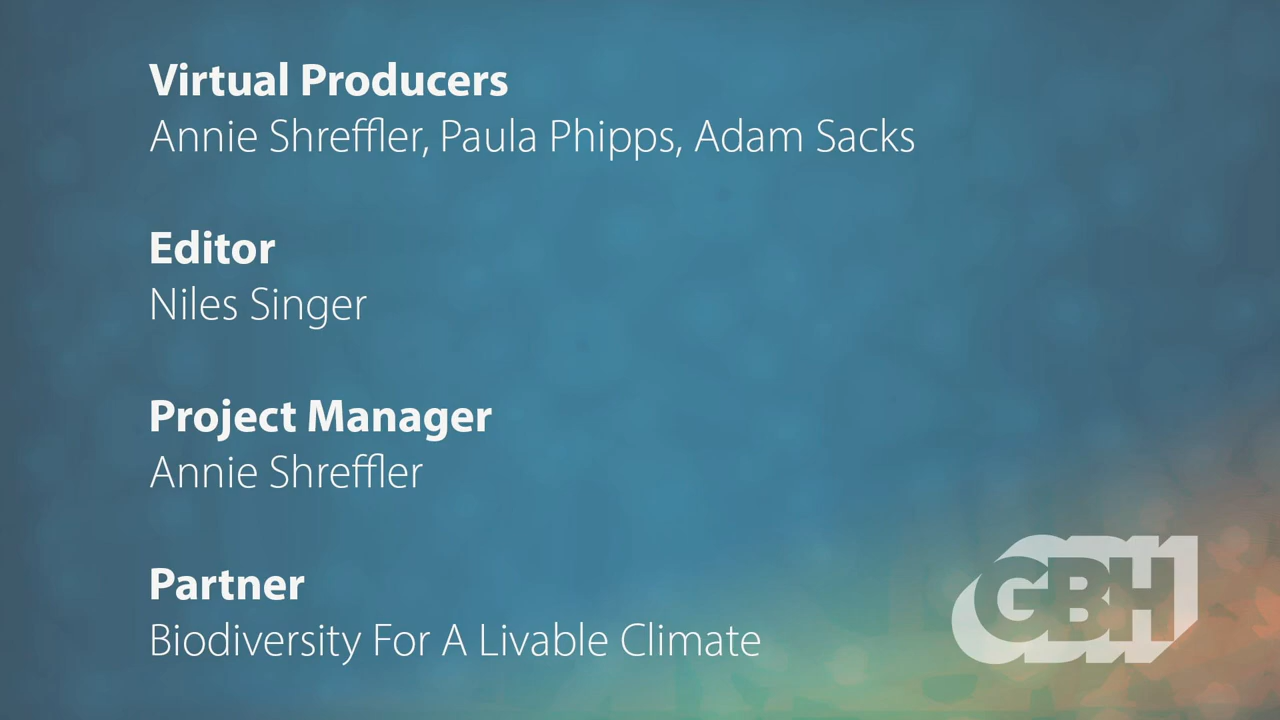 Virtual Producers
Annie Shreffler, Paula Phipps, Adam Sacks
Editor
Niles Singer
Project Manager
Annie Shreffler
Partner
Biodiversity For A Livable Climate
GBH